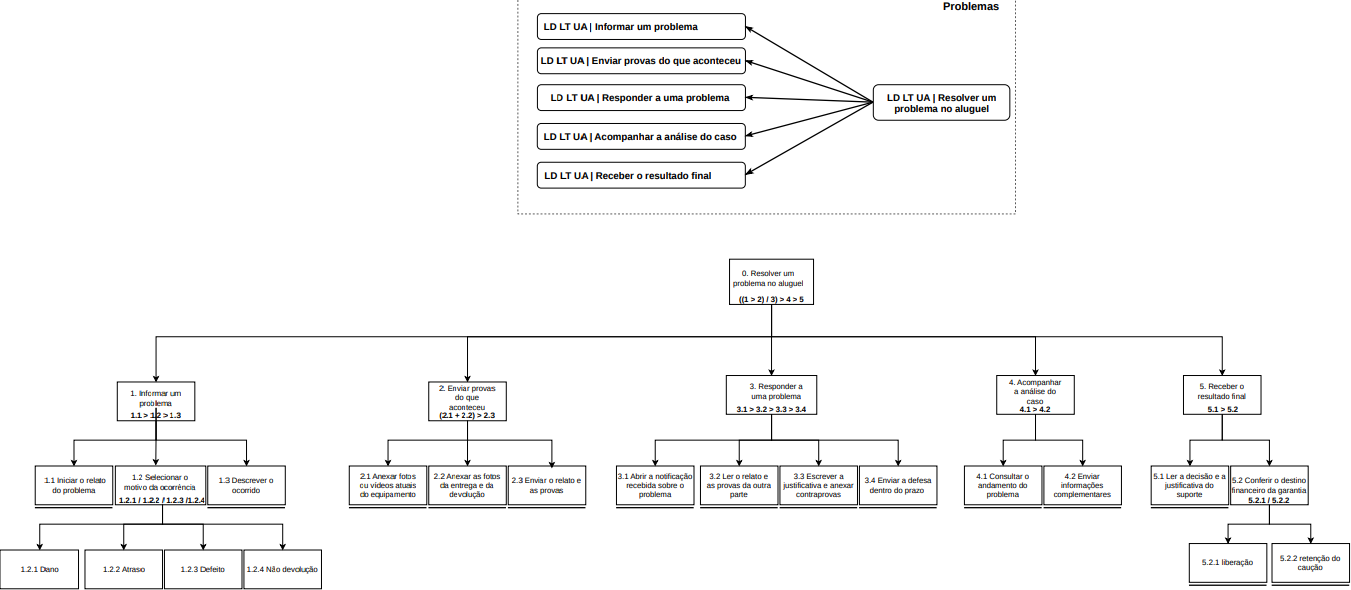 Problemas
LD LT UA | Informar um problema
LD LT UA | Enviar provas do que aconteceu
LD LT UA | Responder a uma problema
LD LT UA | Acompanhar a análise do caso
LD LT UA | Receber o resultado final
LD LT UA | Resolver um
problema no aluguel
0. Resolver um
problema no aluguel
((1 > 2) / 3) > 4 > 5
1. Informar um
problema
1.1 > 1.2 > 1.3
2. Enviar provas
do que
aconteceu
(2.1 + 2.2) > 2.3
3. Responder a
uma problema
3.1 > 3.2 > 3.3 > 3.4
4. Acompanhar
a análise do
caso
4.1 > 4.2
5. Receber o
resultado final
5.1 > 5.2
1.1 Iniciar o relato
do problema
1.2 Selecionar o
motivo da ocorrência
1.2.1 / 1.2.2 / 1.2.3 /1.2.4
1.3 Descrever o
ocorrido
2.1 Anexar fotos
ou vídeos atuais
do equipamento
2.2 Anexar as fotos
da entrega e da
devolução
2.3 Enviar o relato e
as provas
3.1 Abrir a notificação
recebida sobre o
problema
3.2 Ler o relato e
as provas da outra
parte
3.3 Escrever a
justificativa e anexar
contraprovas
3.4 Enviar a defesa
dentro do prazo
4.1 Consultar o
andamento do
problema
4.2 Enviar
informações
complementares
5.1 Ler a decisão e a
justificativa do
suporte
5.2 Conferir o destino
financeiro da garantia
5.2.1 / 5.2.2
1.2.1 Dano
1.2.2 Atraso
1.2.3 Defeito
1.2.4 Não devolução
5.2.1 liberação
5.2.2 retenção do
caução